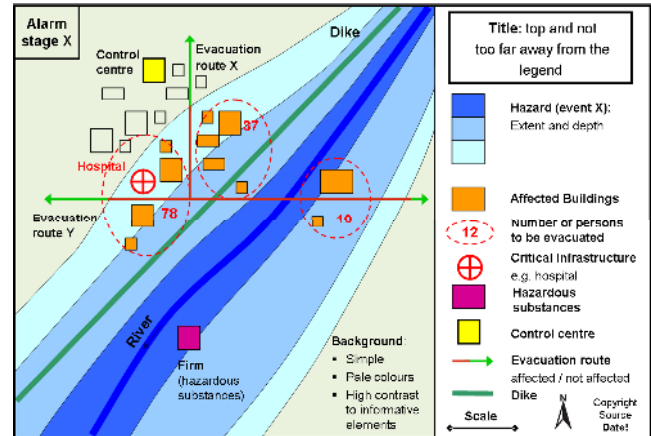 Alarm
stage X
Control
centre
Evacuation
route X
Dike
37
Hospital
78
10
Evacuation
route Y
River
Firm
(hazardous
substances)
Background:
▪ Simple
▪ Pale colours
▪ High contrast
to informative
elements
Title: top and not
too far away from the
legend
Hazard (event X):
Extent and depth
Affected Buildings
12
Number of persons
to be evacuated
Critical infrastructure
e.g. hospital
Hazardous
substances
Control centre
Evacuation route
affected / not affected
Dike
Scale
N
Copyright
Source
Date!